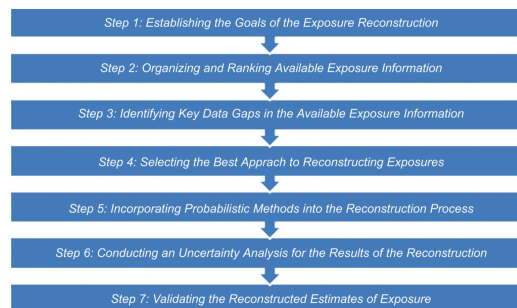 Step 1: Establishing the Goals of the Exposure Reconstruction
Step 2: Organizing and Ranking Available Exposure Information
Step 3: Identifying Key Data Gaps in the Available Exposure Information
Step 4: Selecting the Best Apprach to Reconstructing Exposures
Step 5: Incorporating Probabilistic Methods into the Reconstruction Process
Step 6: Conducting an Uncertainty Analysis for the Results of the Reconstruction
Step 7: Validating the Reconstructed Estimates of Exposure